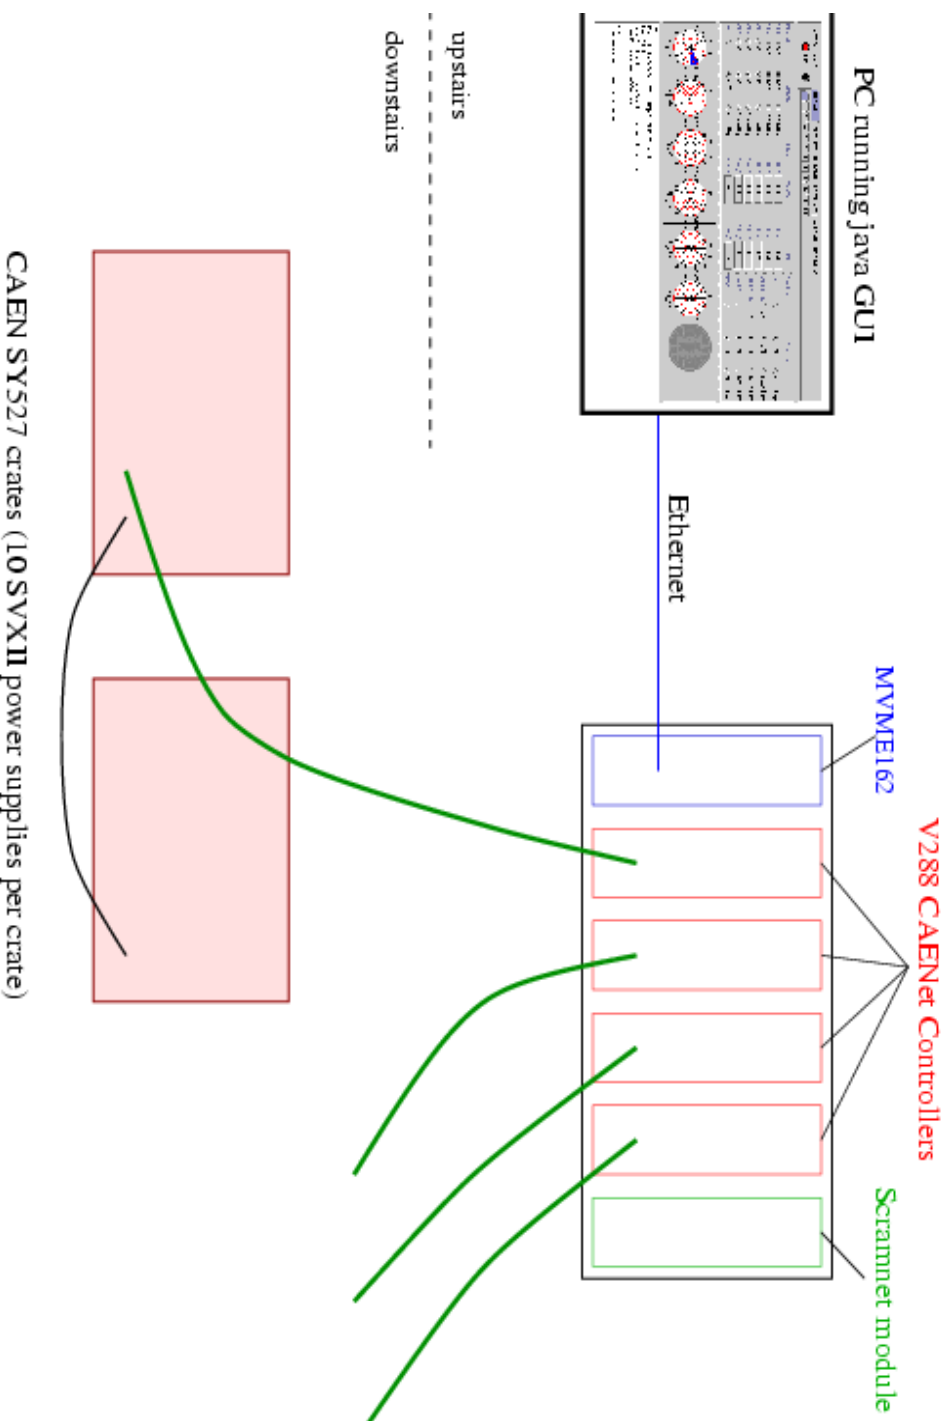 PC running java GUI
V288 CAENet Controllers
MVME162
Scramnet module
Ethernet
upstairs
downstairs
CAEN SY527 crates (10 SVXII power supplies per crate)